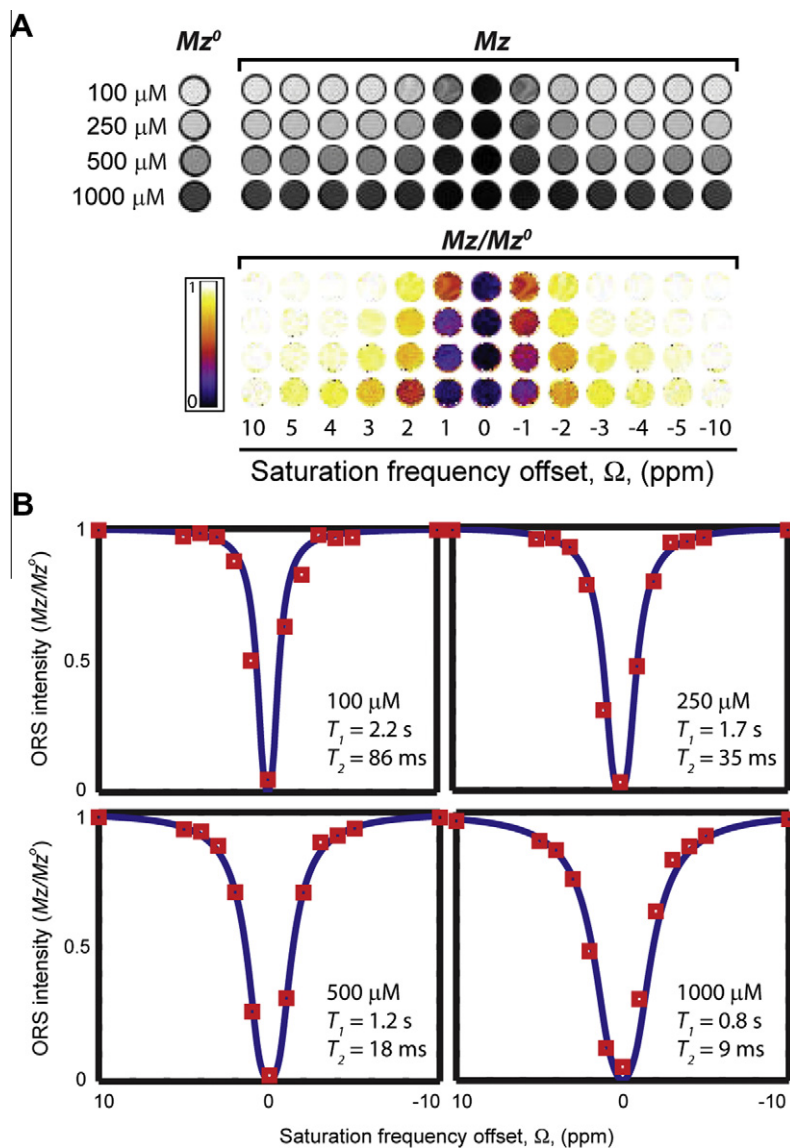 A
Mz⁰ Mz
100 μM
250 μM
500 μM
1000 μM
Mz/Mz⁰
1
0
10 5 4 3 2 1 0 -1 -2 -3 -4 -5 -10
Saturation frequency offset, Ω, (ppm)
B
1
0.5
0
ORS intensity (Mz/Mz⁰)
100 μM
T₁ = 2.2 s
T₂ = 86 ms
250 μM
T₁ = 1.7 s
T₂ = 35 ms
1
0.5
0
ORS intensity (Mz/Mz⁰)
500 μM
T₁ = 1.2 s
T₂ = 18 ms
1000 μM
T₁ = 0.8 s
T₂ = 9 ms
10 0 -10 10 0 -10
Saturation frequency offset, Ω, (ppm)